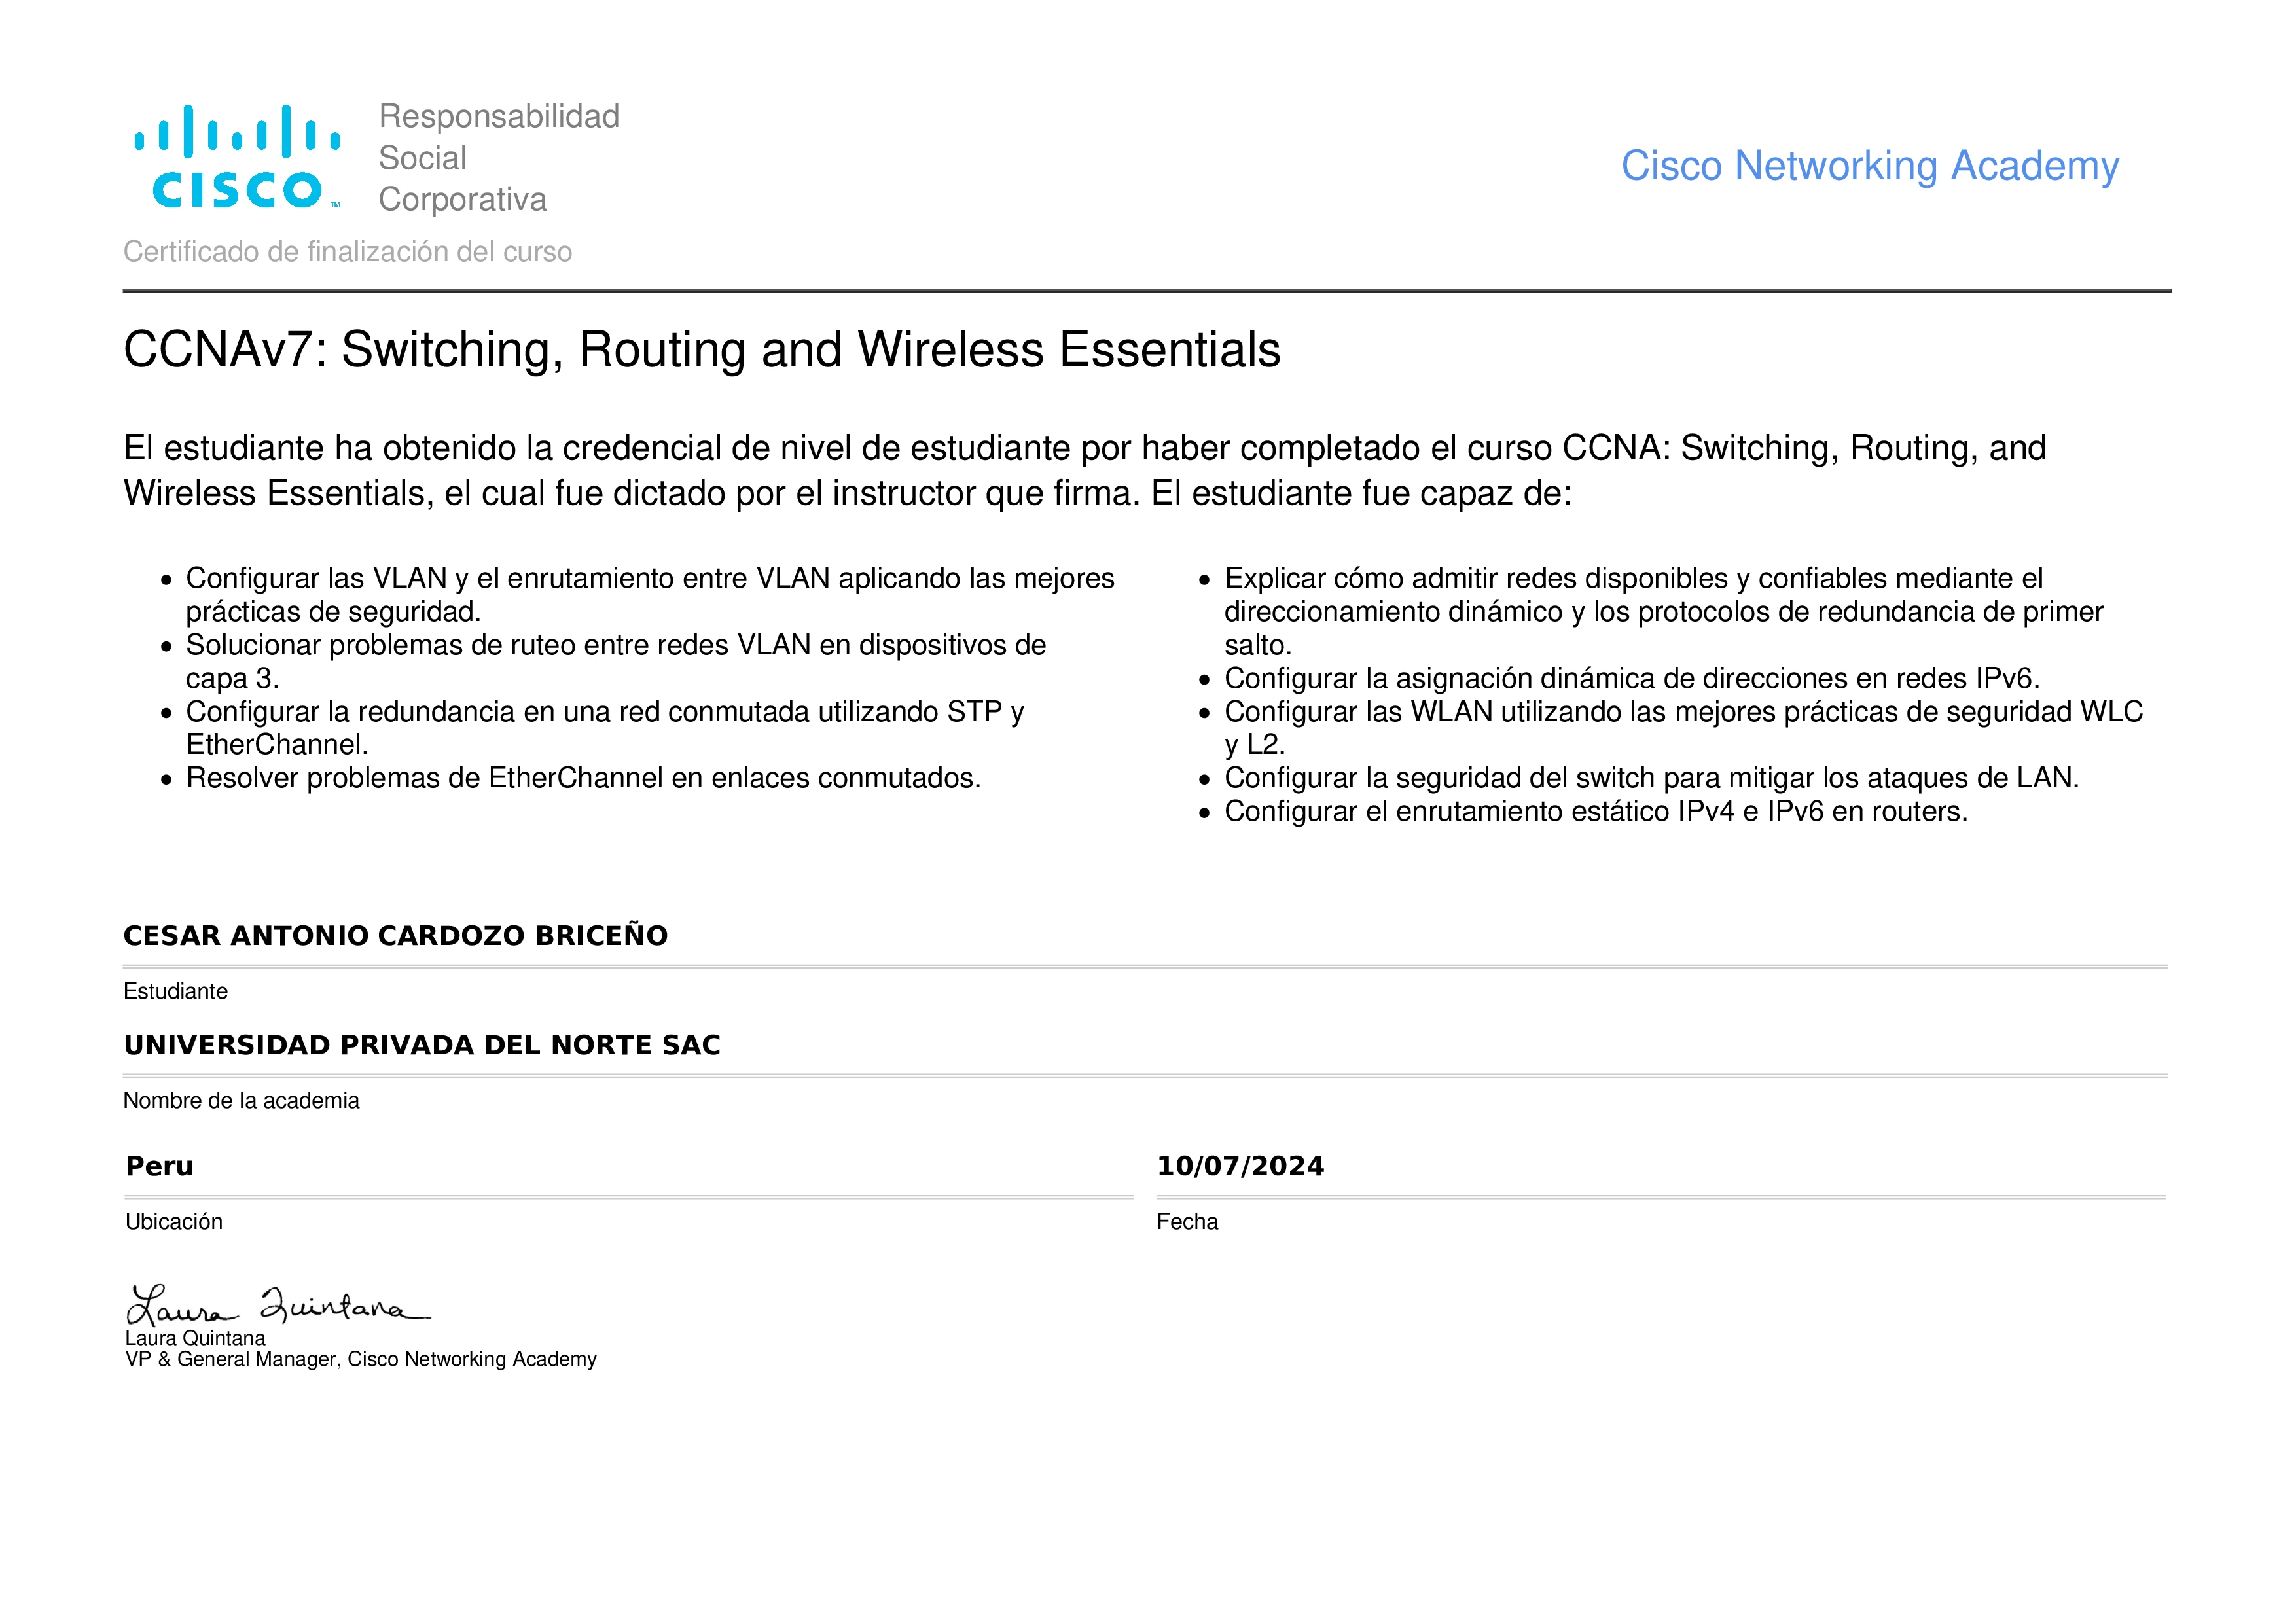 CISCO
TM
Responsabilidad
Social
Corporativa
Cisco Networking Academy
Certificado de finalización del curso
CCNAv7: Switching, Routing and Wireless Essentials
El estudiante ha obtenido la credencial de nivel de estudiante por haber completado el curso CCNA: Switching, Routing, and
Wireless Essentials, el cual fue dictado por el instructor que firma. El estudiante fue capaz de:
• Configurar las VLAN y el enrutamiento entre VLAN aplicando las mejores
prácticas de seguridad.
• Solucionar problemas de ruteo entre redes VLAN en dispositivos de
capa 3.
• Configurar la redundancia en una red conmutada utilizando STP y
EtherChannel.
• Resolver problemas de EtherChannel en enlaces conmutados.
• Explicar cómo admitir redes disponibles y confiables mediante el
direccionamiento dinámico y los protocolos de redundancia de primer
salto.
• Configurar la asignación dinámica de direcciones en redes IPv6.
• Configurar las WLAN utilizando las mejores prácticas de seguridad WLC
y L2.
• Configurar la seguridad del switch para mitigar los ataques de LAN.
• Configurar el enrutamiento estático IPv4 e IPv6 en routers.
CESAR ANTONIO CARDOZO BRICEÑO
Estudiante
UNIVERSIDAD PRIVADA DEL NORTE SAC
Nombre de la academia
Peru
Ubicación
10/07/2024
Fecha
Laura Quintana
Laura Quintana
VP & General Manager, Cisco Networking Academy